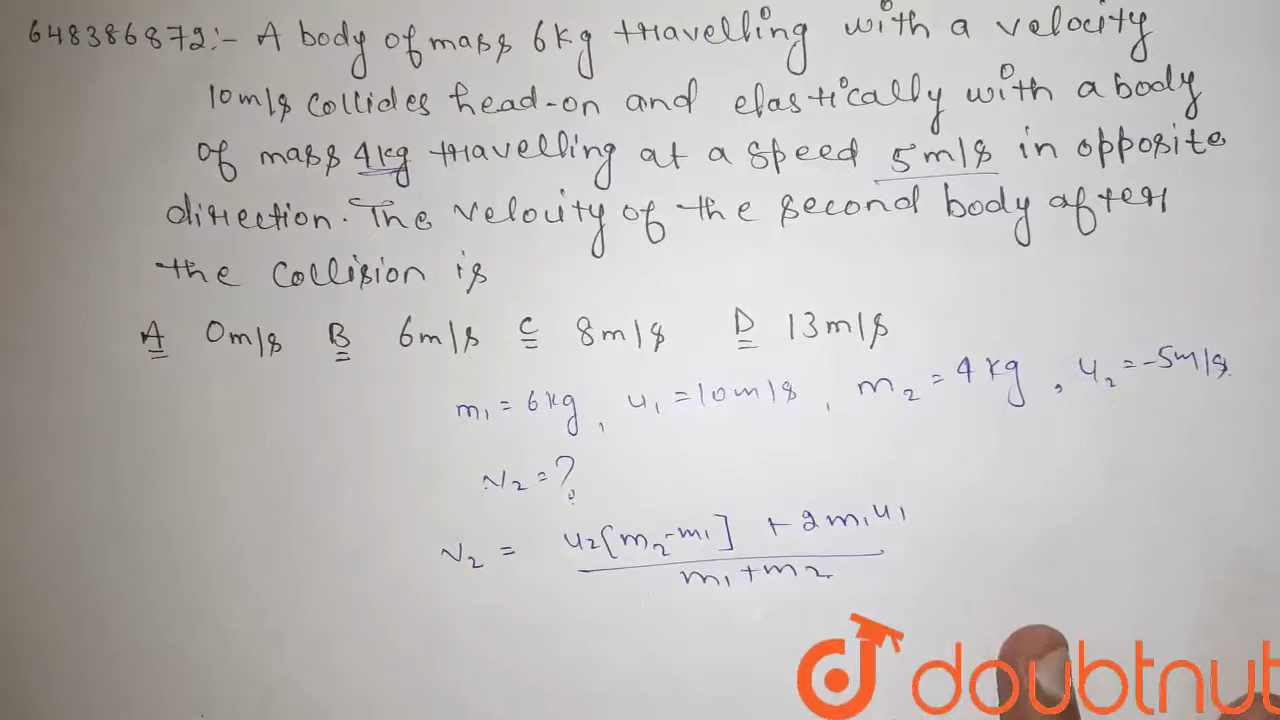 648386872:- A body of mass 6kg travelling with a velocity
10m/s collides head-on and elastically with a body
of mass 4kg travelling at a speed 5m/s in opposite
direction. The velocity of the second body after
the collision is
A 0m/s B 6m/s C 8m/s D 13m/s
m₁ = 6kg, u₁ = 10m/s, m₂ = 4kg, u₂ = -5m/s.
v₂ = ?
v₂ = u₂[m₂-m₁] + 2m₁u₁
m₁+m₂
doubtnut